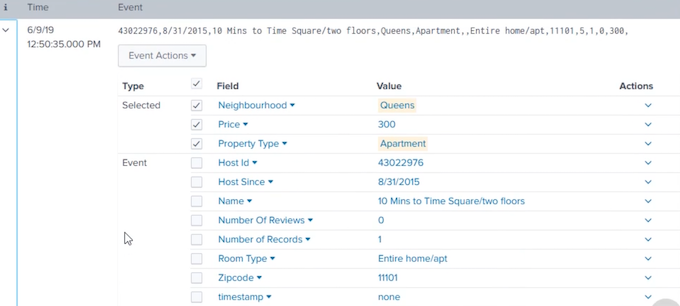 i Time Event
6/9/19 43022976,8/31/2015,10 Mins to Time Square/two floors,Queens,Apartment,,Entire home/apt,11101,5,1,0,300,
12:50:35.000 PM
Event Actions
Type Field Value Actions
Selected Neighbourhood Queens
Price 300
Property Type Apartment
Event Host Id 43022976
Host Since 8/31/2015
Name 10 Mins to Time Square/two floors
Number Of Reviews 0
Number of Records 1
Room Type Entire home/apt
Zipcode 11101
timestamp none